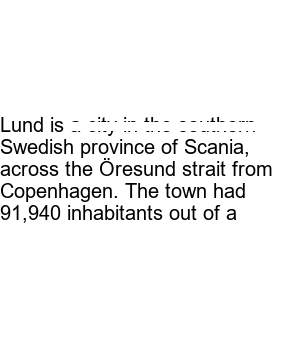 Lund is
Swedish province of Scania,
across the Öresund strait from
Copenhagen. The town had
91,940 inhabitants out of a